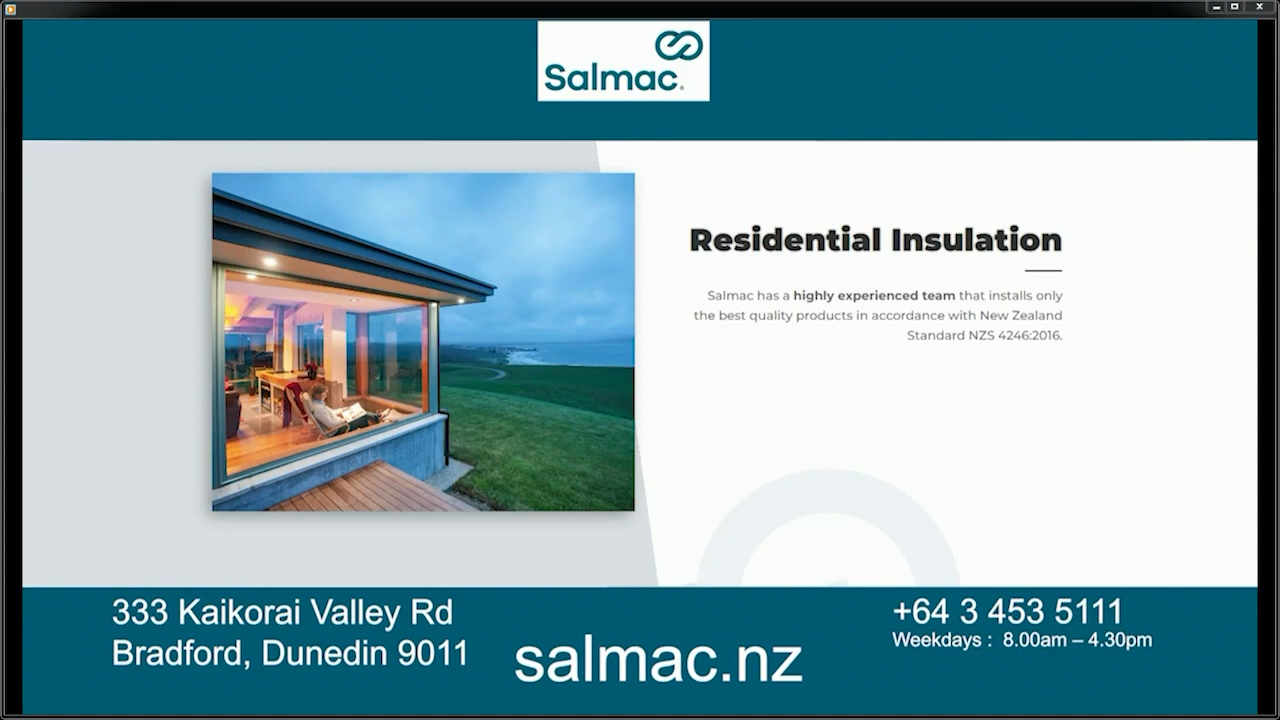 Salmac
Residential Insulation
Salmac has a highly experienced team that installs only
the best quality products in accordance with New Zealand
Standard NZS 4246:2016.
333 Kaikorai Valley Rd
Bradford, Dunedin 9011
salmac.nz
+64 3 453 5111
Weekdays : 8.00am – 4.30pm